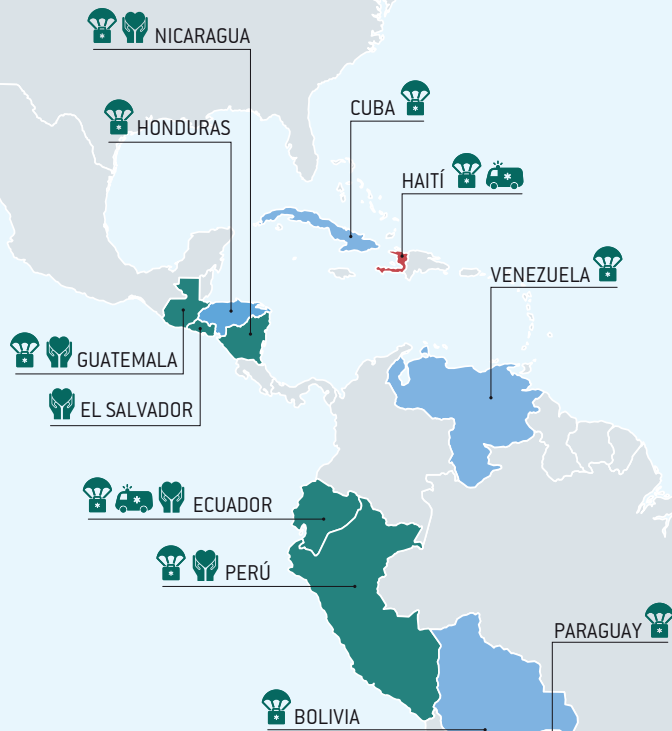 NICARAGUA
CUBA
HONDURAS
HAITÍ
VENEZUELA
GUATEMALA
EL SALVADOR
ECUADOR
PERÚ
PARAGUAY
BOLIVIA